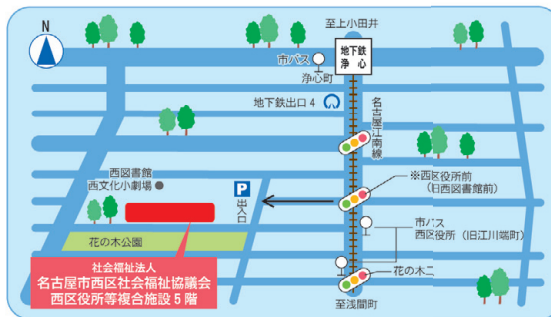 N
至上小田井
地下鉄
浄心
市バス
浄心町
地下鉄出口 4
名古屋江南線
西図書館
西文化小劇場
P
出入口
※西区役所前
（旧西図書館前）
市バス
西区役所（旧江川端町）
花の木公園
花の木二
至浅間町
社会福祉法人
名古屋市西区社会福祉協議会
西区役所等複合施設 5 階